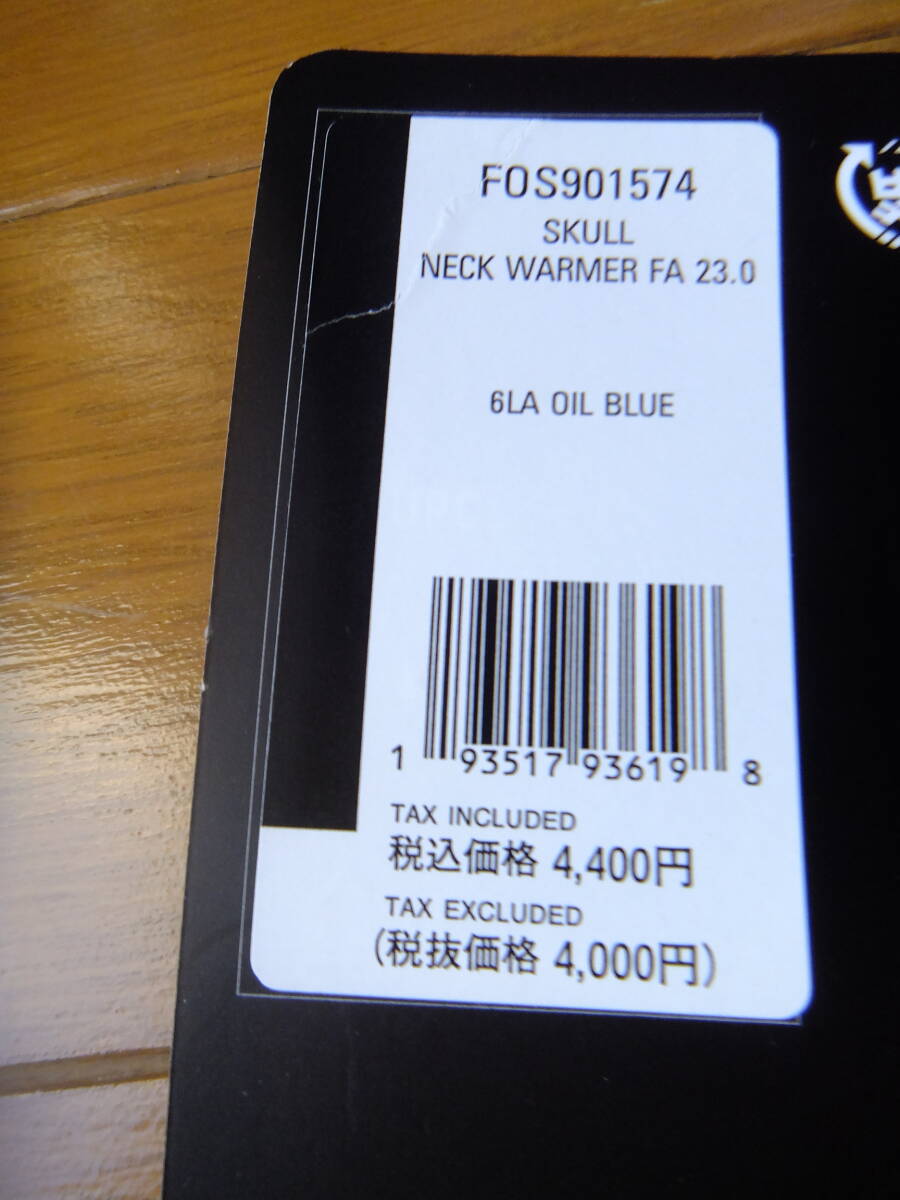 FOS901574
SKULL
NECK WARMER FA 23.0
6LA OIL BLUE
UPC
1 93517 93619 8
TAX INCLUDED
税込価格 4,400円
TAX EXCLUDED
(税抜価格 4,000円)